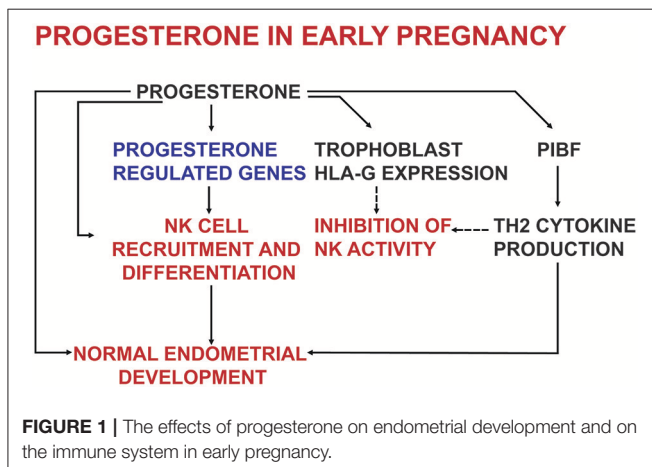 PROGESTERONE IN EARLY PREGNANCY
PROGESTERONE
PROGESTERONE
REGULATED GENES
TROPHOBLAST
HLA-G EXPRESSION
PIBF
NK CELL
RECRUITMENT AND
DIFFERENTIATION
INHIBITION OF
NK ACTIVITY
TH2 CYTOKINE
PRODUCTION
NORMAL ENDOMETRIAL
DEVELOPMENT
FIGURE 1 | The effects of progesterone on endometrial development and on
the immune system in early pregnancy.